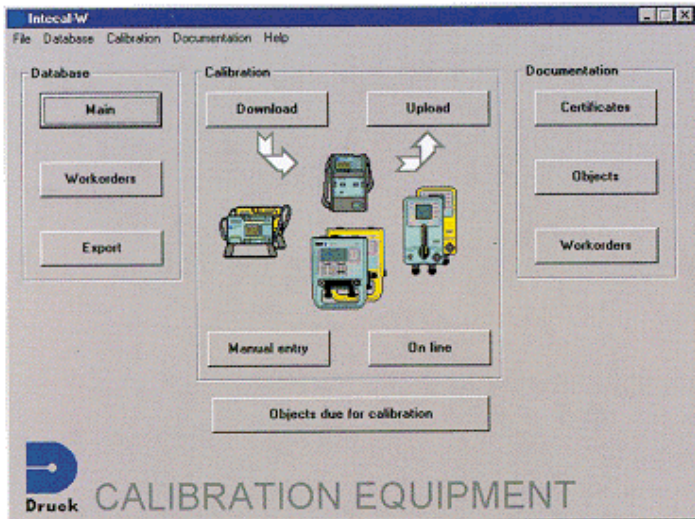 Intecal-W
File Database Calibration Documentation Help
Database
Main
Workorders
Export
Calibration
Download
Upload
Manual entry
On line
Documentation
Certificates
Objects
Workorders
Objects due for calibration
Druck
CALIBRATION EQUIPMENT